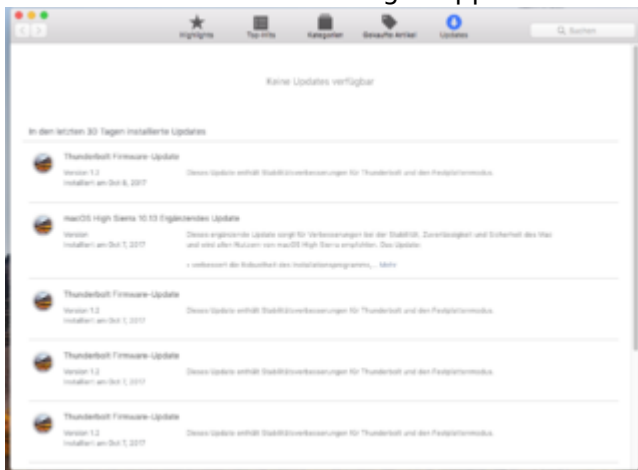 Highlights Top-Hits Kategorien Gekaufte Artikel Updates Suchen
Keine Updates verfügbar
In den letzten 30 Tagen installierte Updates
Thunderbolt Firmware-Update
Version 1.2
Installiert am Oct 8, 2017
Dieses Update enthält Stabilitätsverbesserungen für Thunderbolt und den Festplattenmodus.
macOS High Sierra 10.13 Ergänzendes Update
Version
Installiert am Oct 7, 2017
Dieses ergänzende Update sorgt für Verbesserungen bei der Stabilität, Zuverlässigkeit und Sicherheit des Mac
und wird allen Nutzern von macOS High Sierra empfohlen. Das Update:
• verbessert die Robustheit des Installationsprogramms,... Mehr
Thunderbolt Firmware-Update
Version 1.2
Installiert am Oct 7, 2017
Dieses Update enthält Stabilitätsverbesserungen für Thunderbolt und den Festplattenmodus.
Thunderbolt Firmware-Update
Version 1.2
Installiert am Oct 7, 2017
Dieses Update enthält Stabilitätsverbesserungen für Thunderbolt und den Festplattenmodus.
Thunderbolt Firmware-Update
Version 1.2
Installiert am Oct 7, 2017
Dieses Update enthält Stabilitätsverbesserungen für Thunderbolt und den Festplattenmodus.